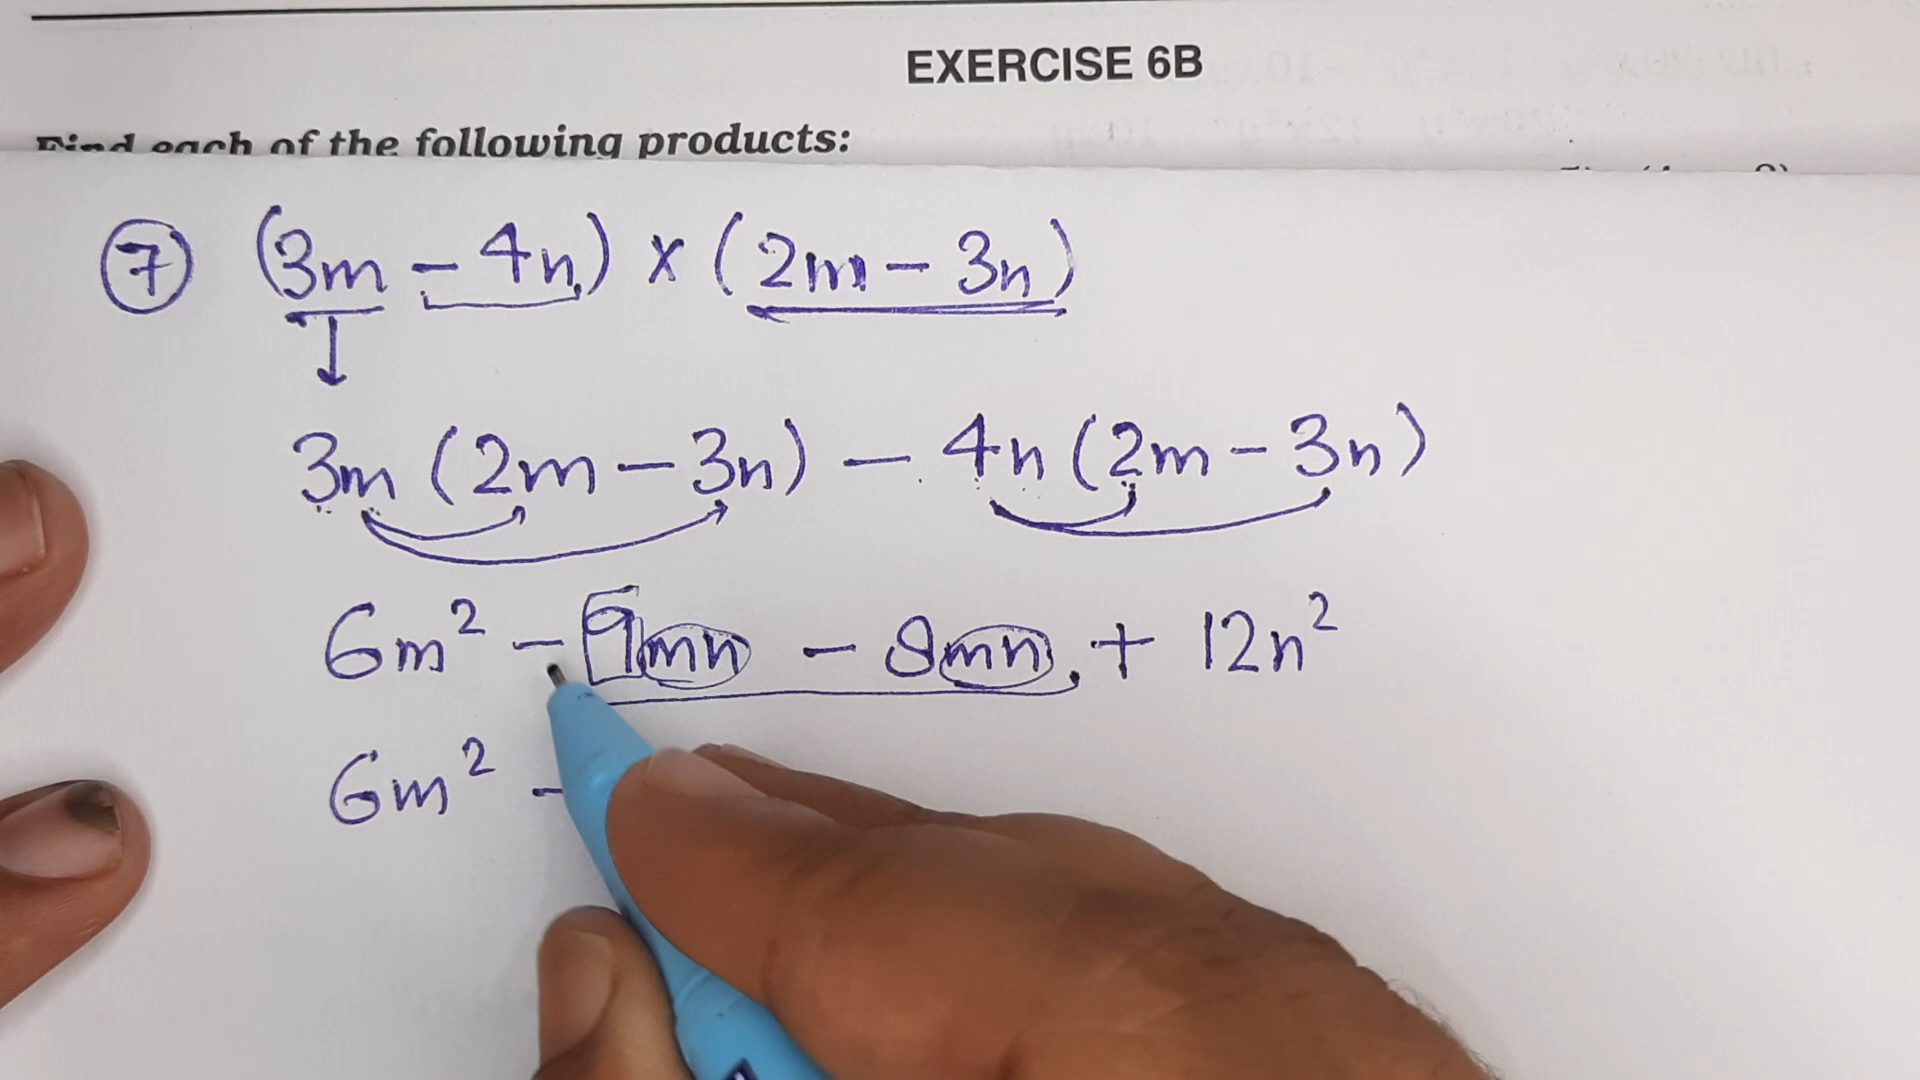 EXERCISE 6B
Find each of the following products:
7 (3m - 4n) × (2m - 3n)
3m (2m - 3n) - 4n (2m - 3n)
6m² - 9mn - 8mn + 12n²
6m² -